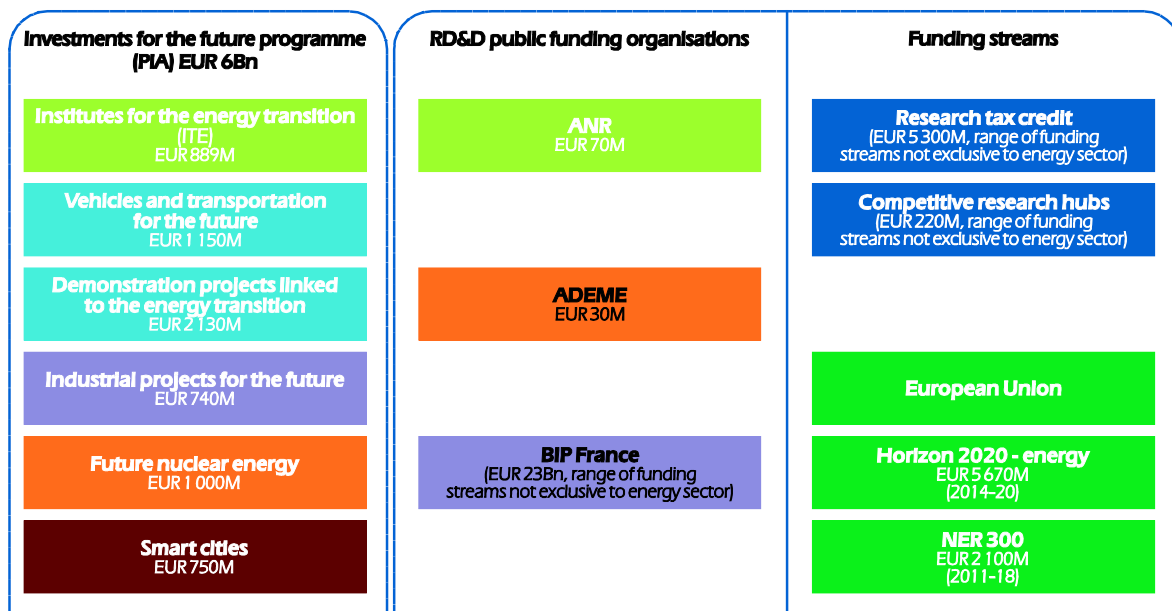 Investments for the future programme
(PIA) EUR 6Bn
Institutes for the energy transition
(ITE)
EUR 889M
Vehicles and transportation
for the future
EUR 1 150M
Demonstration projects linked
to the energy transition
EUR 2 130M
Industrial projects for the future
EUR 740M
Future nuclear energy
EUR 1 000M
Smart cities
EUR 750M
RD&D public funding organisations
ANR
EUR 70M
ADEME
EUR 30M
BIP France
(EUR 23Bn, range of funding
streams not exclusive to energy sector)
Funding streams
Research tax credit
(EUR 5 300M, range of funding
streams not exclusive to energy sector)
Competitive research hubs
(EUR 220M, range of funding
streams not exclusive to energy sector)
European Union
Horizon 2020 - energy
EUR 5 670M
(2014-20)
NER 300
EUR 2 100M
(2011-18)